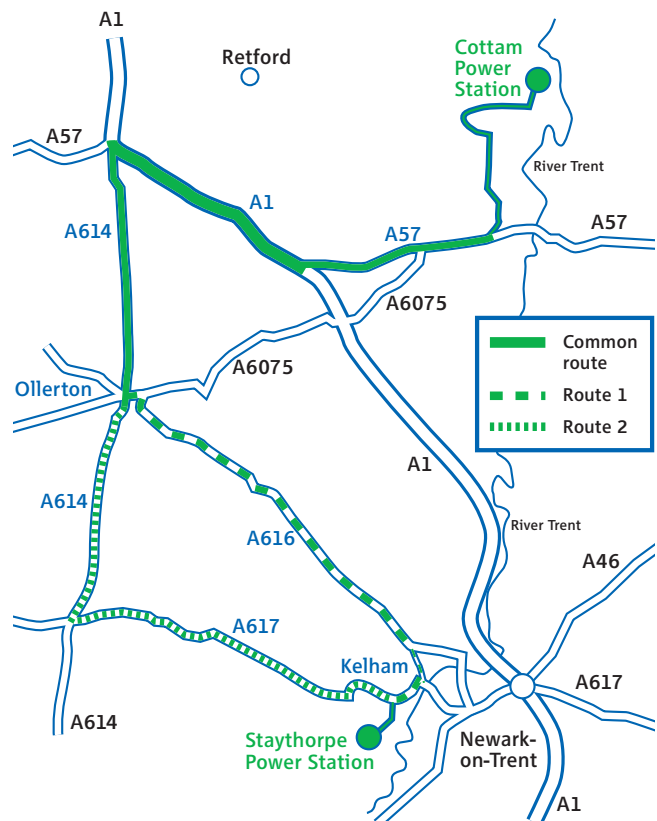 A1
Retford
Cottam
Power
Station
A57
River Trent
A1
A614
A57
A57
A6075
Common
route
Route 1
Route 2
A6075
Ollerton
A1
A614
A616
River Trent
A46
A617
Kelham
A617
A614
Staythorpe
Power Station
Newark-
on-Trent
A1